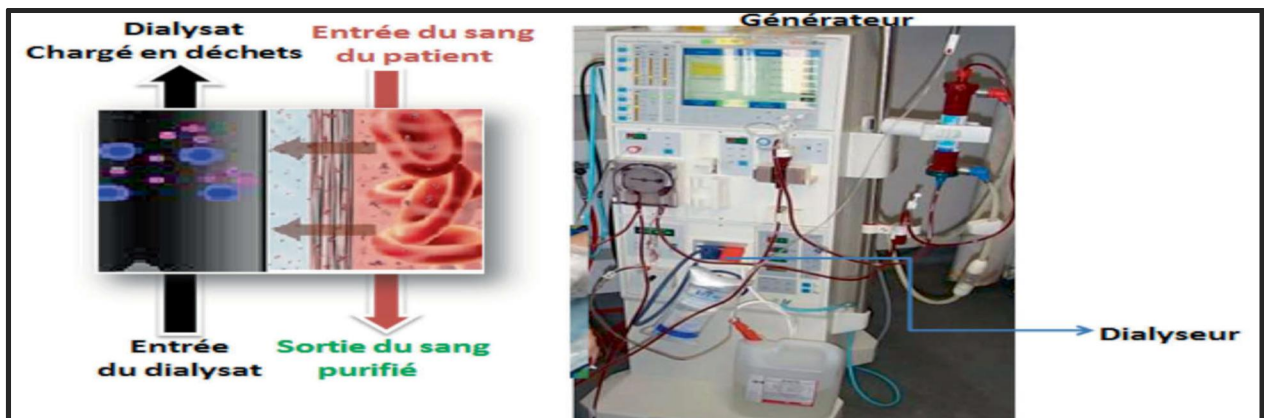 Dialysat
Chargé en déchets
Entrée du sang
du patient
Générateur
Entrée
du dialysat
Sortie du sang
purifié
Dialyseur